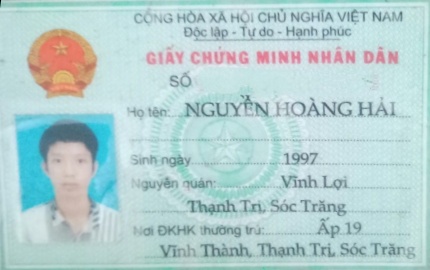 CỘNG HÒA XÃ HỘI CHỦ NGHĨA VIỆT NAM
Độc lập - Tự do - Hạnh phúc
GIẤY CHỨNG MINH NHÂN DÂN
SỐ
Họ tên: NGUYỄN HOÀNG HẢI
Sinh ngày 1997
Nguyên quán: Vĩnh Lợi
Thạnh Trị, Sóc Trăng
Nơi ĐKHK thường trú: Ấp 19
Vĩnh Thành, Thạnh Trị, Sóc Trăng